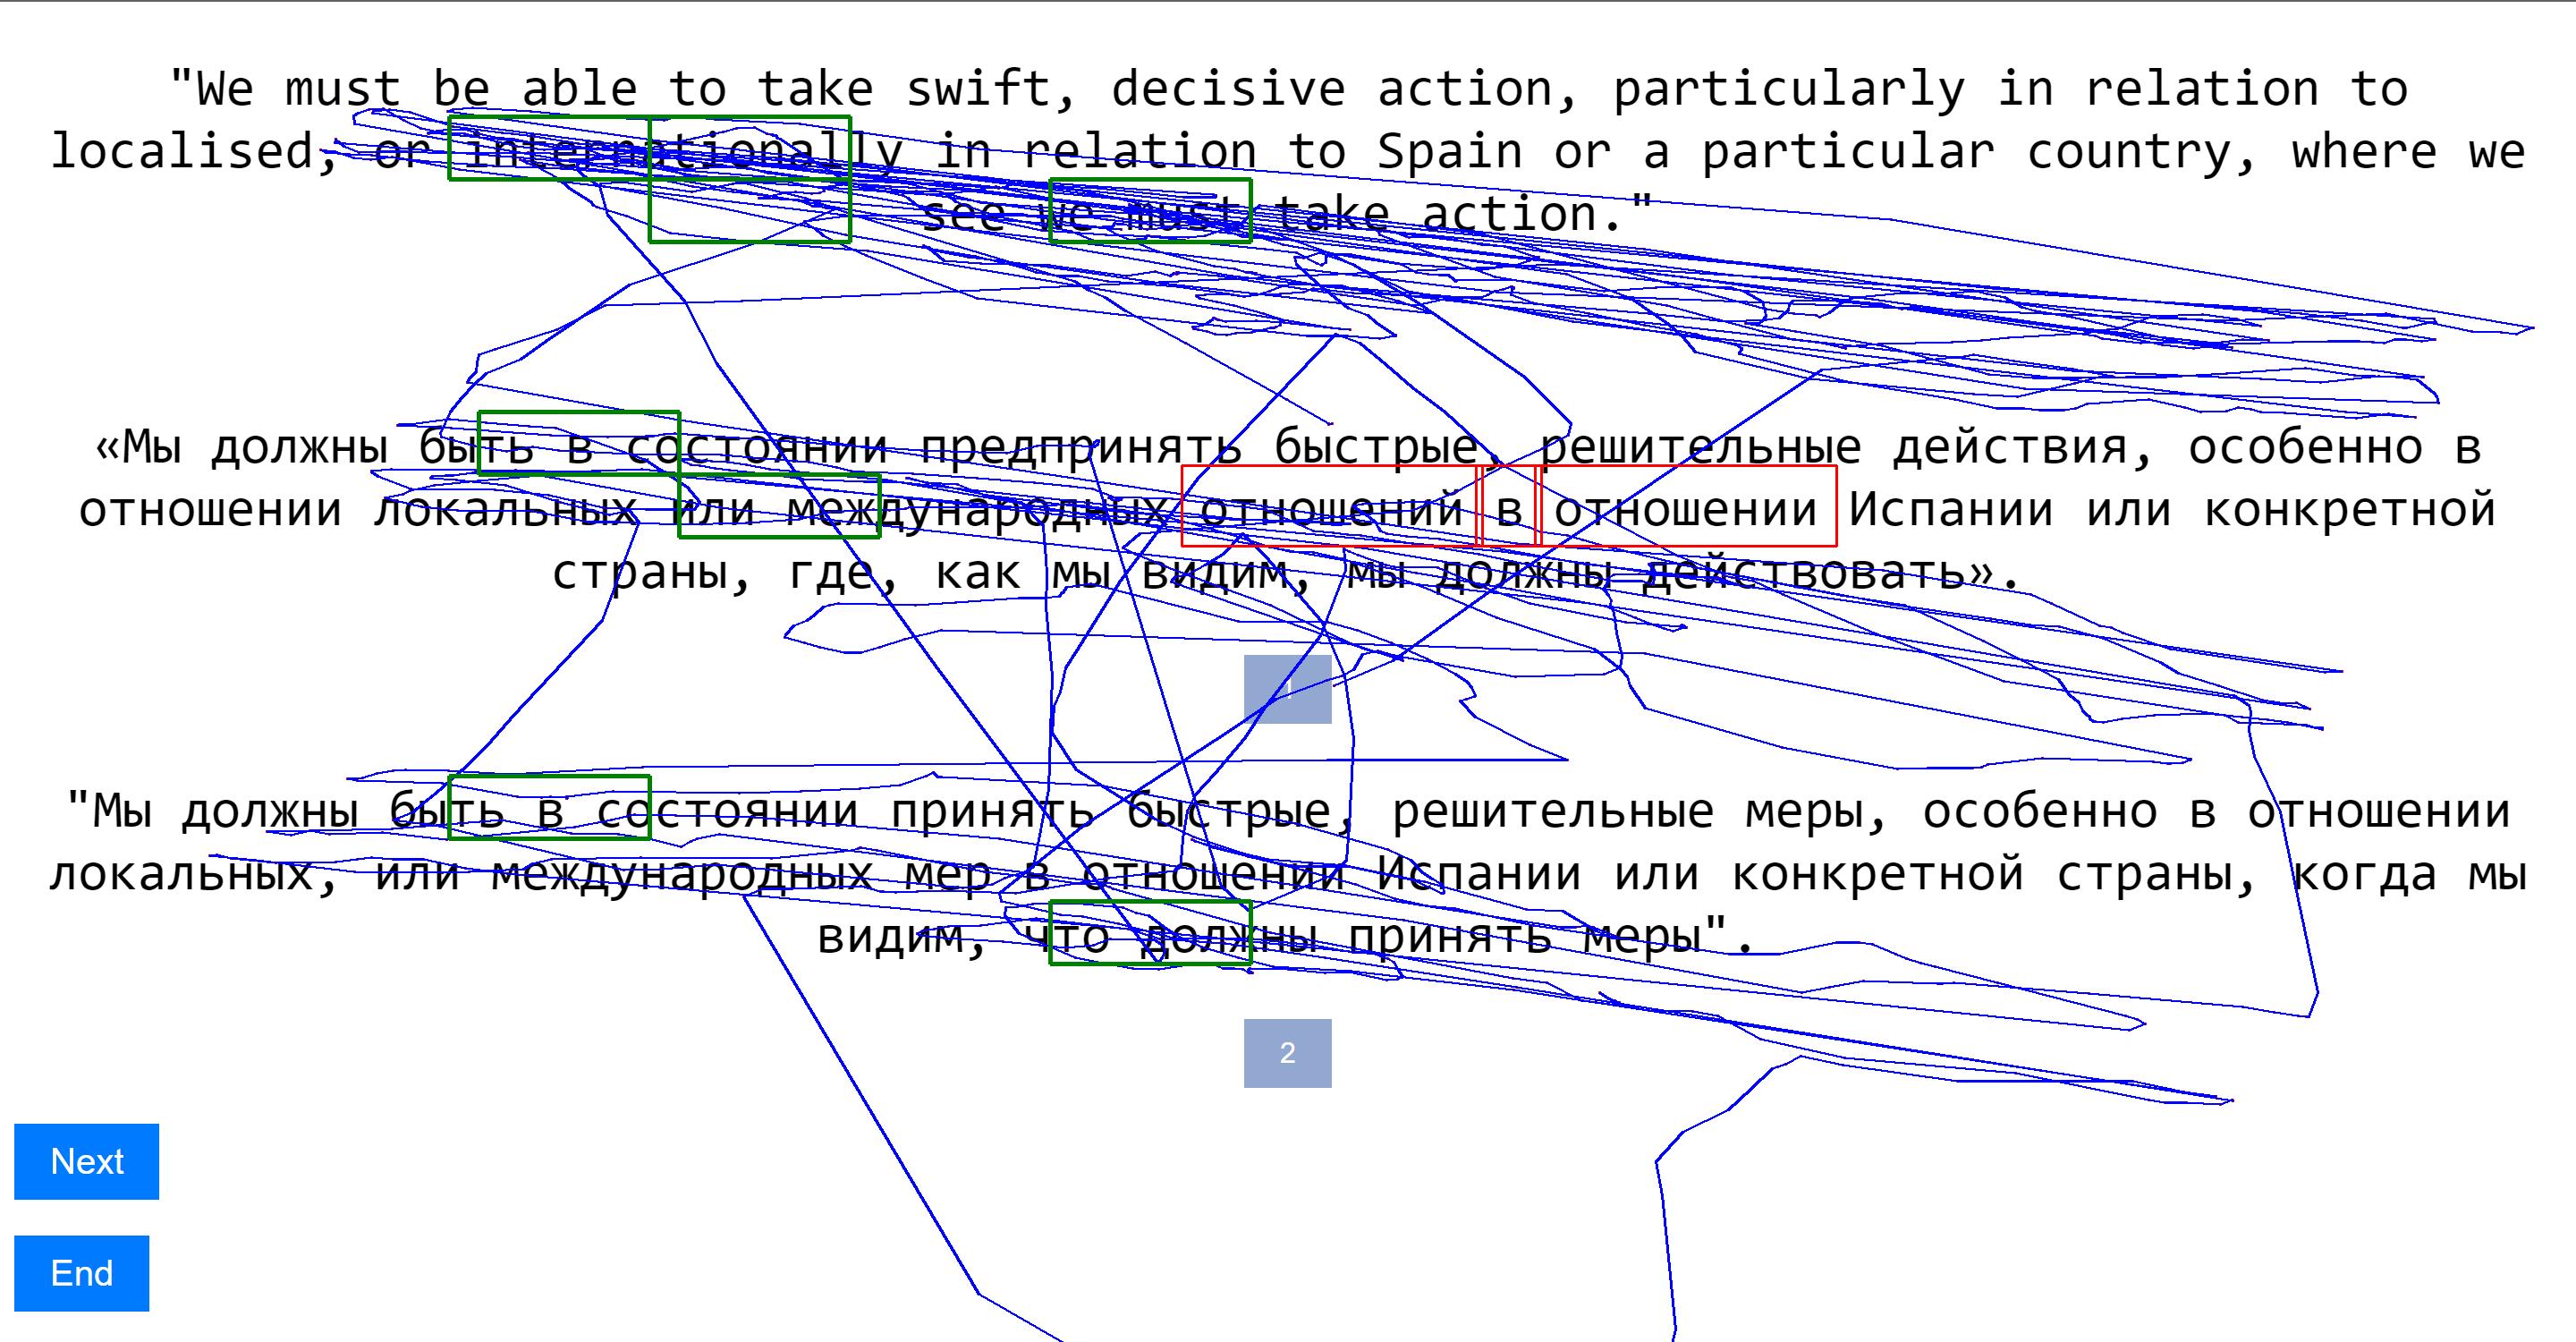 "We must be able to take swift, decisive action, particularly in relation to
localised, or internationally in relation to Spain or a particular country, where we
see we must take action."
«Мы должны быть в состоянии предпринять быстрые, решительные действия, особенно в
отношении локальных или международных отношений в отношении Испании или конкретной
страны, где, как мы видим, мы должны действовать».
1
"Мы должны быть в состоянии принять быстрые, решительные меры, особенно в отношении
локальных, или международных мер в отношении Испании или конкретной страны, когда мы
видим, что должны принять меры".
2
Next
End